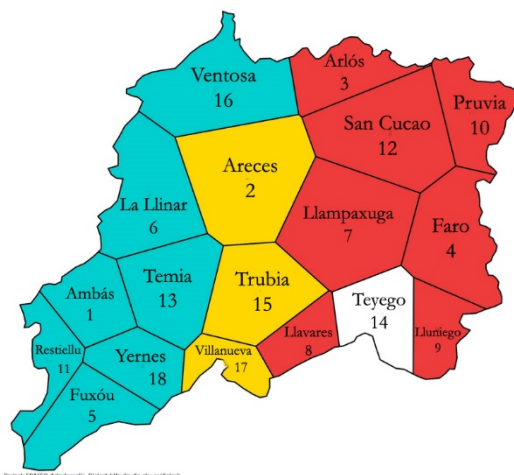 Arlós
3
Ventosa
16
Pruvia
10
San Cucao
12
Areces
2
La Llinar
6
Llampaxuga
7
Faro
4
Temia
13
Trubia
15
Ambás
1
Teyego
14
Llavares
8
Lluniego
9
Restiellu
11
Yernes
18
Villanueva
17
Fuxóu
5